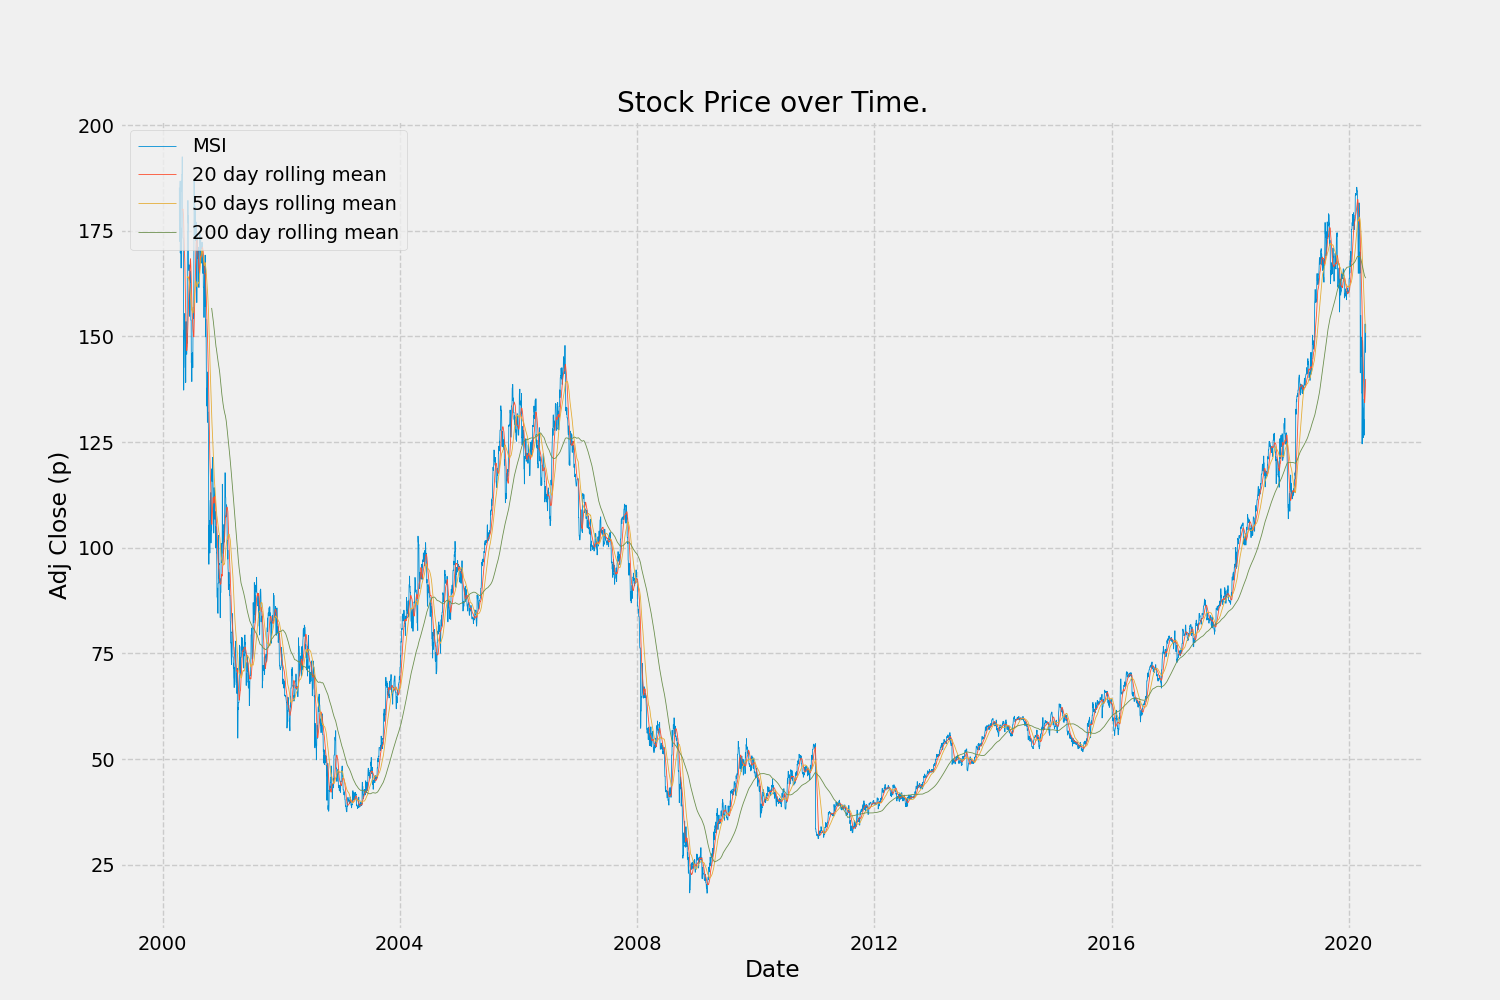 Stock Price over Time.
200
175
150
125
100
75
50
25
Adj Close (p)
MSI
20 day rolling mean
50 days rolling mean
200 day rolling mean
2000 2004 2008 2012 2016 2020
Date